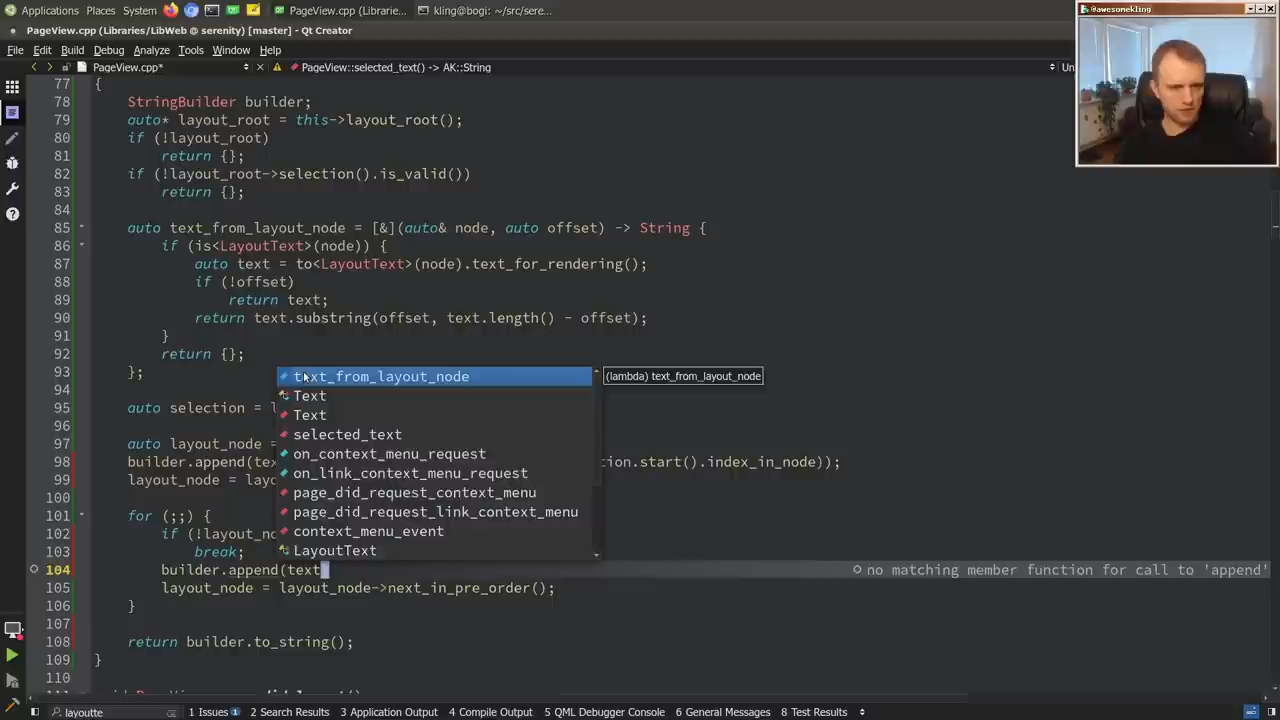 Applications Places System PageView.cpp (Librarie... kling@bogi: ~/src/sere...
@awesomekling
PageView.cpp (Libraries/LibWeb @ serenity) [master] - Qt Creator
File Edit Build Debug Analyze Tools Window Help
PageView.cpp* PageView::selected_text() -> AK::String Un
77 {
78 StringBuilder builder;
79 auto* layout_root = this->layout_root();
80 if (!layout_root)
81 return {};
82 if (!layout_root->selection().is_valid())
83 return {};
84
85 auto text_from_layout_node = [&](auto& node, auto offset) -> String {
86 if (is<LayoutText>(node)) {
87 auto text = to<LayoutText>(node).text_for_rendering();
88 if (!offset)
89 return text;
90 return text.substring(offset, text.length() - offset);
91 }
92 return {};
93 };
text_from_layout_node
(lambda) text_from_layout_node
94
Text
95 auto selection = l
Text
96
selected_text
97 auto layout_node =
on_context_menu_request
98 builder.append(tex tion.start().index_in_node));
on_link_context_menu_request
99 layout_node = layo
page_did_request_context_menu
100
page_did_request_link_context_menu
101 for (;;) {
102 if (!layout_no
context_menu_event
103 break;
LayoutText
104 builder.append(text no matching member function for call to 'append'
105 layout_node = layout_node->next_in_pre_order();
106 }
107
108 return builder.to_string();
109 }
110
layoutte 1 Issues 1 2 Search Results 3 Application Output 4 Compile Output 5 QML Debugger Console 6 General Messages 8 Test Results